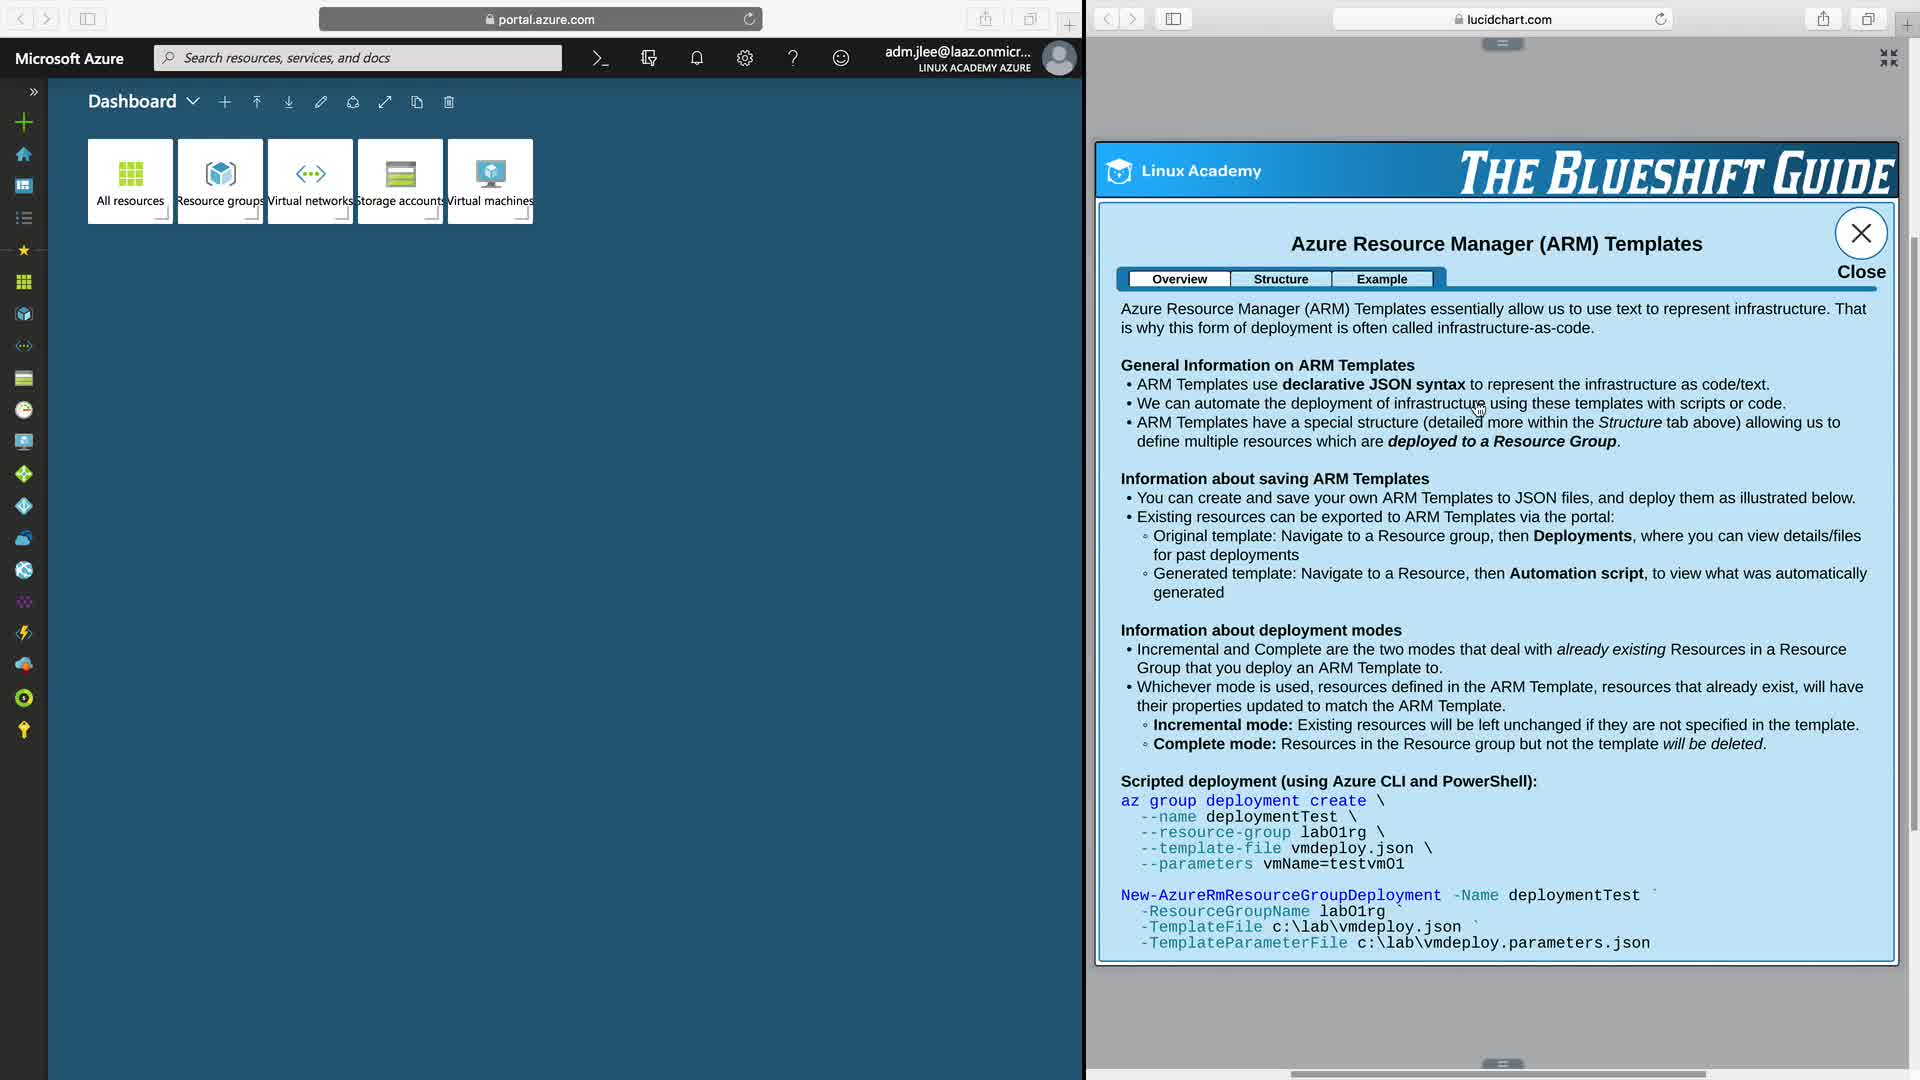 portal.azure.com
Microsoft Azure
Search resources, services, and docs
adm.jlee@laaz.onmicr...
LINUX ACADEMY AZURE
Dashboard
All resources
Resource groups
Virtual networks
Storage accounts
Virtual machines
lucidchart.com
Linux Academy
THE BLUESHIFT GUIDE
Azure Resource Manager (ARM) Templates
Close
Overview
Structure
Example
Azure Resource Manager (ARM) Templates essentially allow us to use text to represent infrastructure. That
is why this form of deployment is often called infrastructure-as-code.
General Information on ARM Templates
• ARM Templates use declarative JSON syntax to represent the infrastructure as code/text.
• We can automate the deployment of infrastructure using these templates with scripts or code.
• ARM Templates have a special structure (detailed more within the Structure tab above) allowing us to
define multiple resources which are deployed to a Resource Group.
Information about saving ARM Templates
• You can create and save your own ARM Templates to JSON files, and deploy them as illustrated below.
• Existing resources can be exported to ARM Templates via the portal:
◦ Original template: Navigate to a Resource group, then Deployments, where you can view details/files
for past deployments
◦ Generated template: Navigate to a Resource, then Automation script, to view what was automatically
generated
Information about deployment modes
• Incremental and Complete are the two modes that deal with already existing Resources in a Resource
Group that you deploy an ARM Template to.
• Whichever mode is used, resources defined in the ARM Template, resources that already exist, will have
their properties updated to match the ARM Template.
◦ Incremental mode: Existing resources will be left unchanged if they are not specified in the template.
◦ Complete mode: Resources in the Resource group but not the template will be deleted.
Scripted deployment (using Azure CLI and PowerShell):
az group deployment create \
--name deploymentTest \
--resource-group lab01rg \
--template-file vmdeploy.json \
--parameters vmName=testvm01
New-AzureRmResourceGroupDeployment -Name deploymentTest `
-ResourceGroupName lab01rg `
-TemplateFile c:\lab\vmdeploy.json `
-TemplateParameterFile c:\lab\vmdeploy.parameters.json